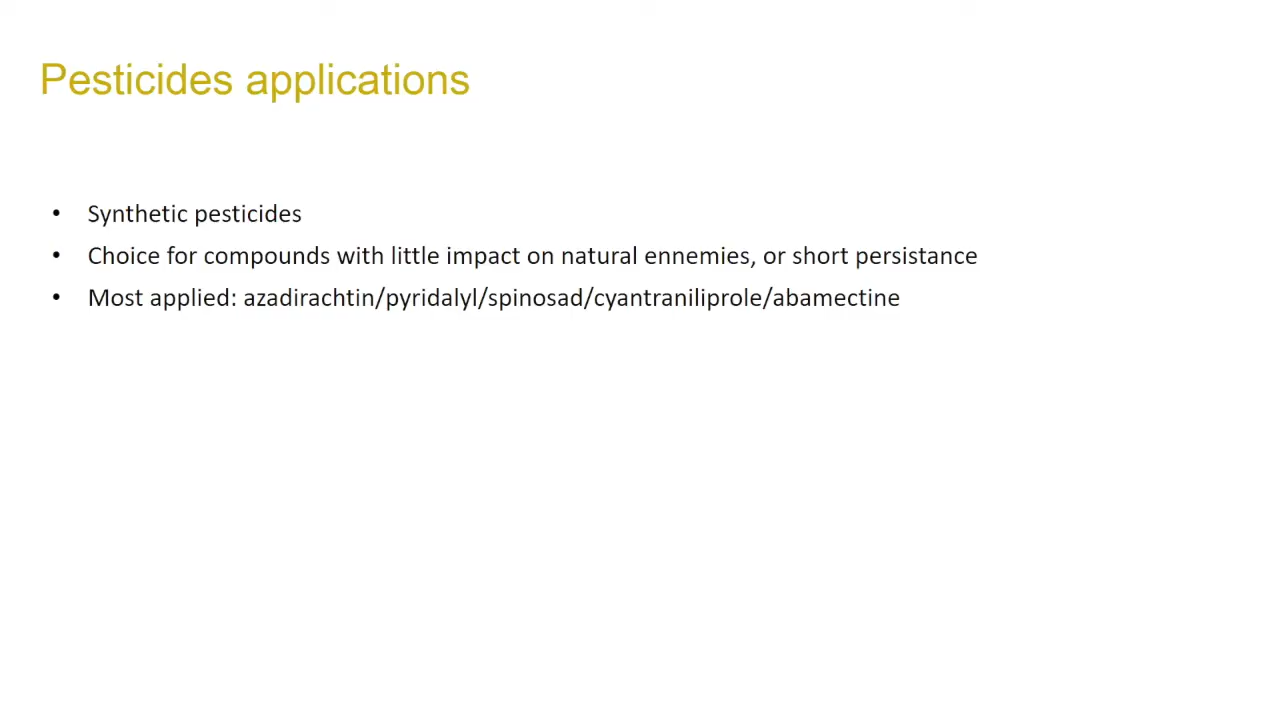 Pesticides applications
• Synthetic pesticides
• Choice for compounds with little impact on natural ennemies, or short persistance
• Most applied: azadirachtin/pyridalyl/spinosad/cyantraniliprole/abamectine